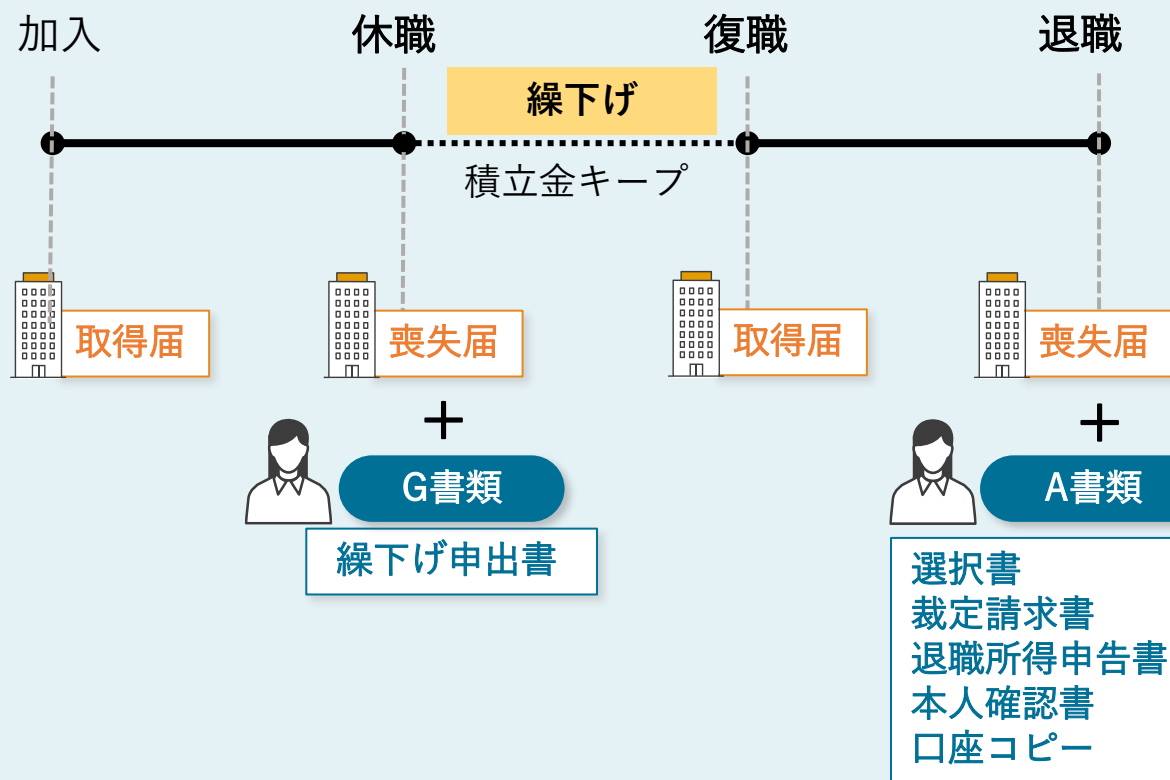 加入
休職
復職
退職
繰下げ
積立金キープ
取得届
喪失届
取得届
喪失届
+
+
G書類
A書類
繰下げ申出書
選択書
裁定請求書
退職所得申告書
本人確認書
口座コピー